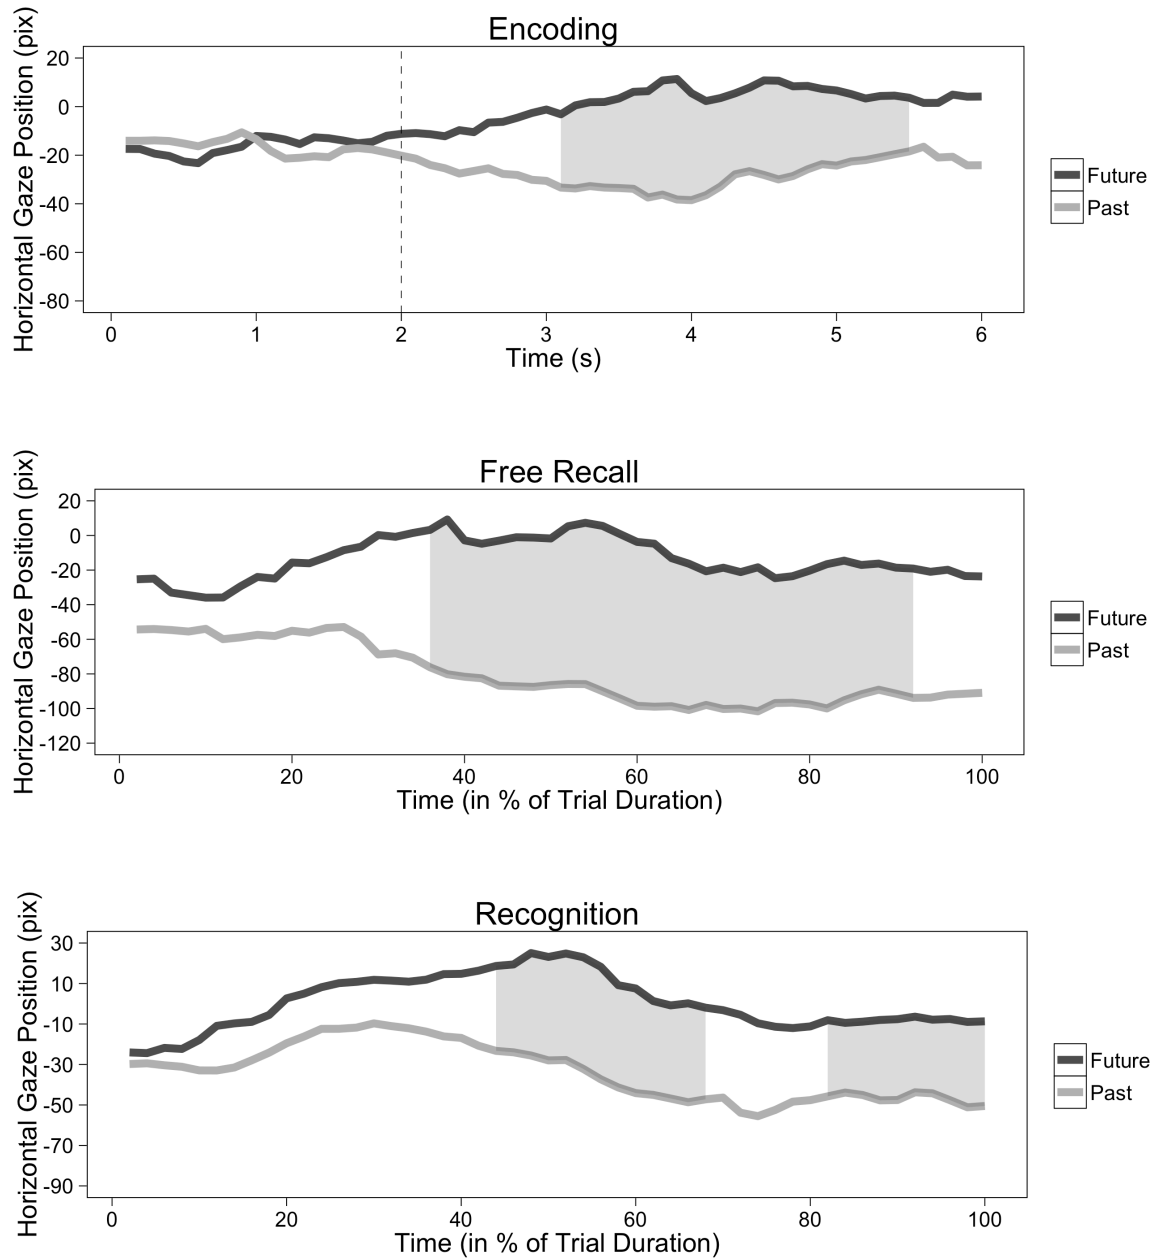 Encoding
Horizontal Gaze Position (pix)
20
0
-20
-40
-60
-80
0 1 2 3 4 5 6
Time (s)
Future
Past
Free Recall
Horizontal Gaze Position (pix)
20
0
-20
-40
-60
-80
-100
-120
0 20 40 60 80 100
Time (in % of Trial Duration)
Future
Past
Recognition
Horizontal Gaze Position (pix)
30
10
-10
-30
-50
-70
-90
0 20 40 60 80 100
Time (in % of Trial Duration)
Future
Past